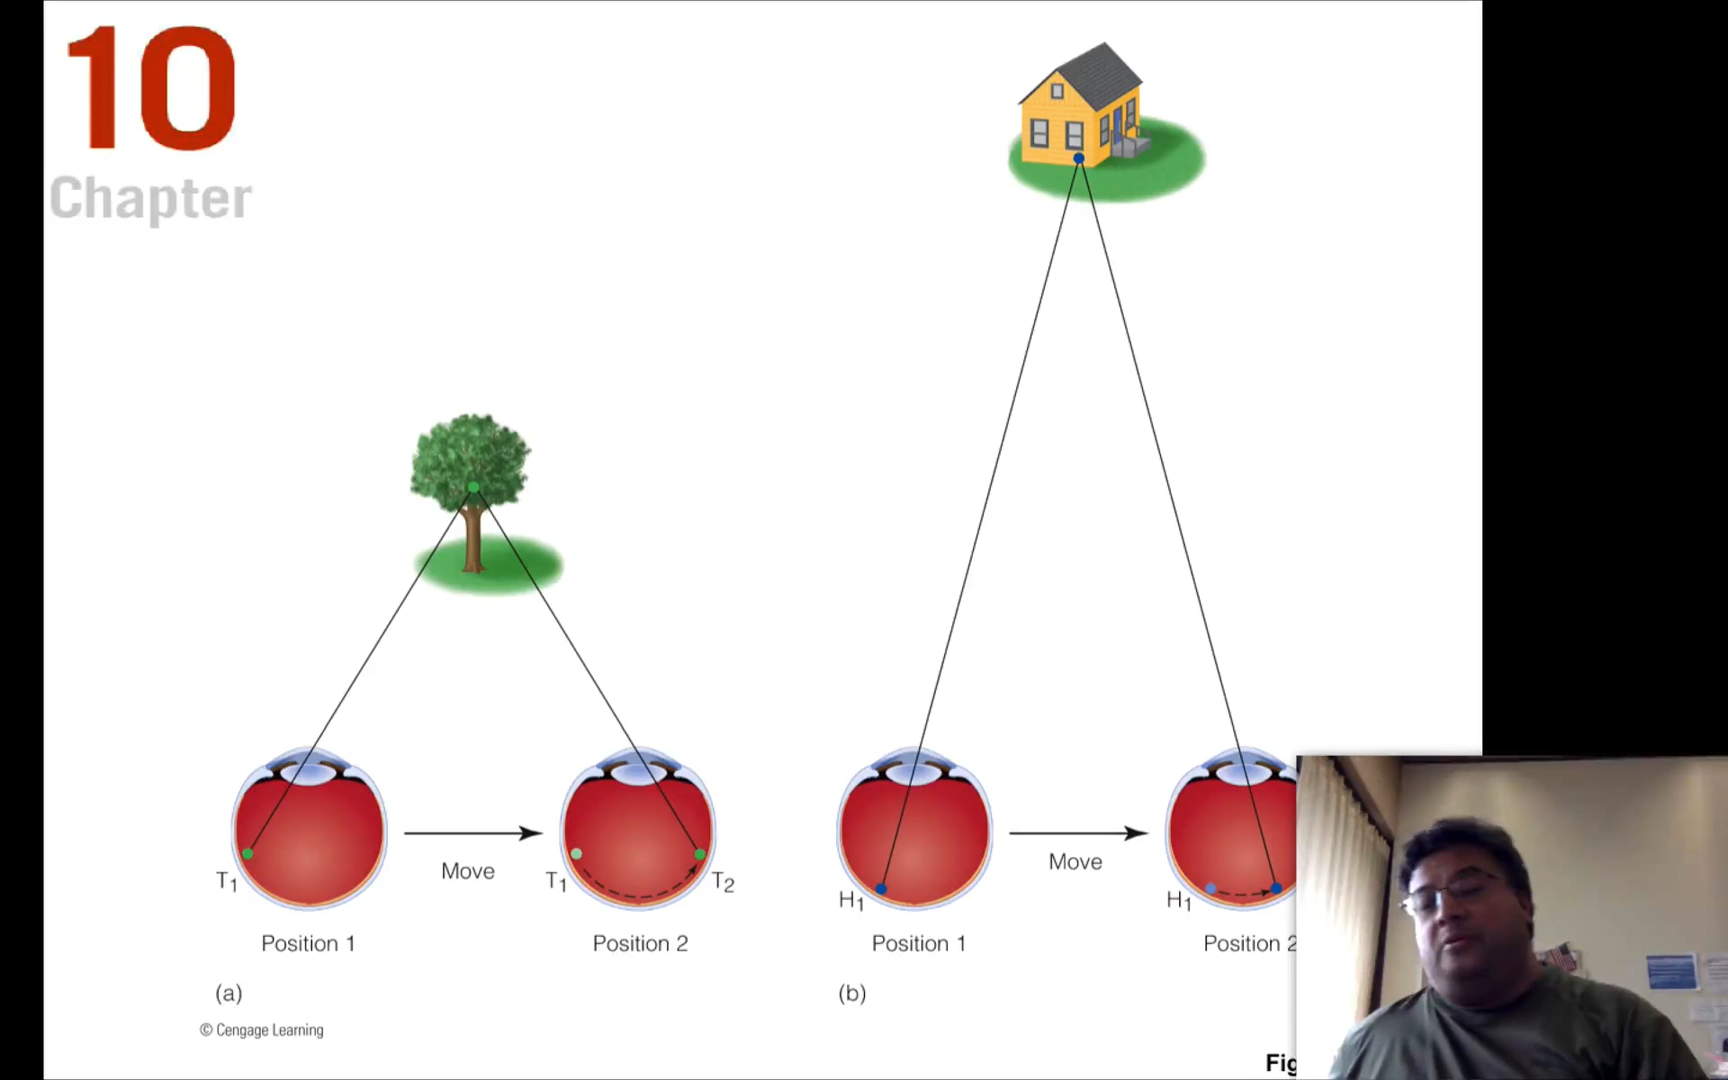 10
Chapter
T1
Move
T1
T2
H1
Move
H1
Position 1
Position 2
Position 1
Position 2
(a)
(b)
© Cengage Learning
Fig